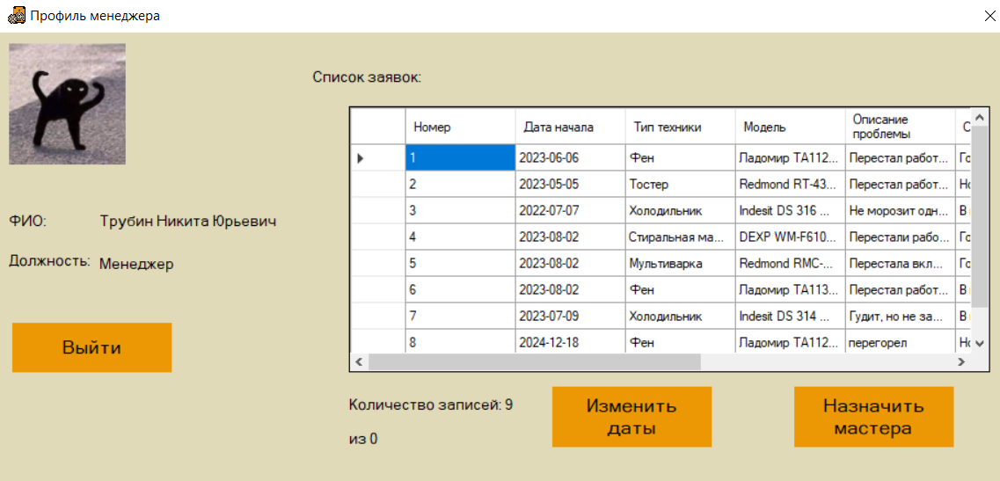 Профиль менеджера
Список заявок:
Номер Дата начала Тип техники Модель Описание проблемы С
1 2023-06-06 Фен Ладомир ТА112... Перестал работ... Го
2 2023-05-05 Тостер Redmond RT-43... Перестал работ... Но
3 2022-07-07 Холодильник Indesit DS 316 ... Не морозит одн... В
4 2023-08-02 Стиральная ма... DEXP WM-F610... Перестали рабо... Го
5 2023-08-02 Мультиварка Redmond RMC-... Перестала вкл... Го
6 2023-08-02 Фен Ладомир ТА113... Перестал работ... В
7 2023-07-09 Холодильник Indesit DS 314 ... Гудит, но не за... В
8 2024-12-18 Фен Ладомир ТА112... перегорел Но
ФИО: Трубин Никита Юрьевич
Должность: Менеджер
Выйти
Количество записей: 9
из 0
Изменить
даты
Назначить
мастера